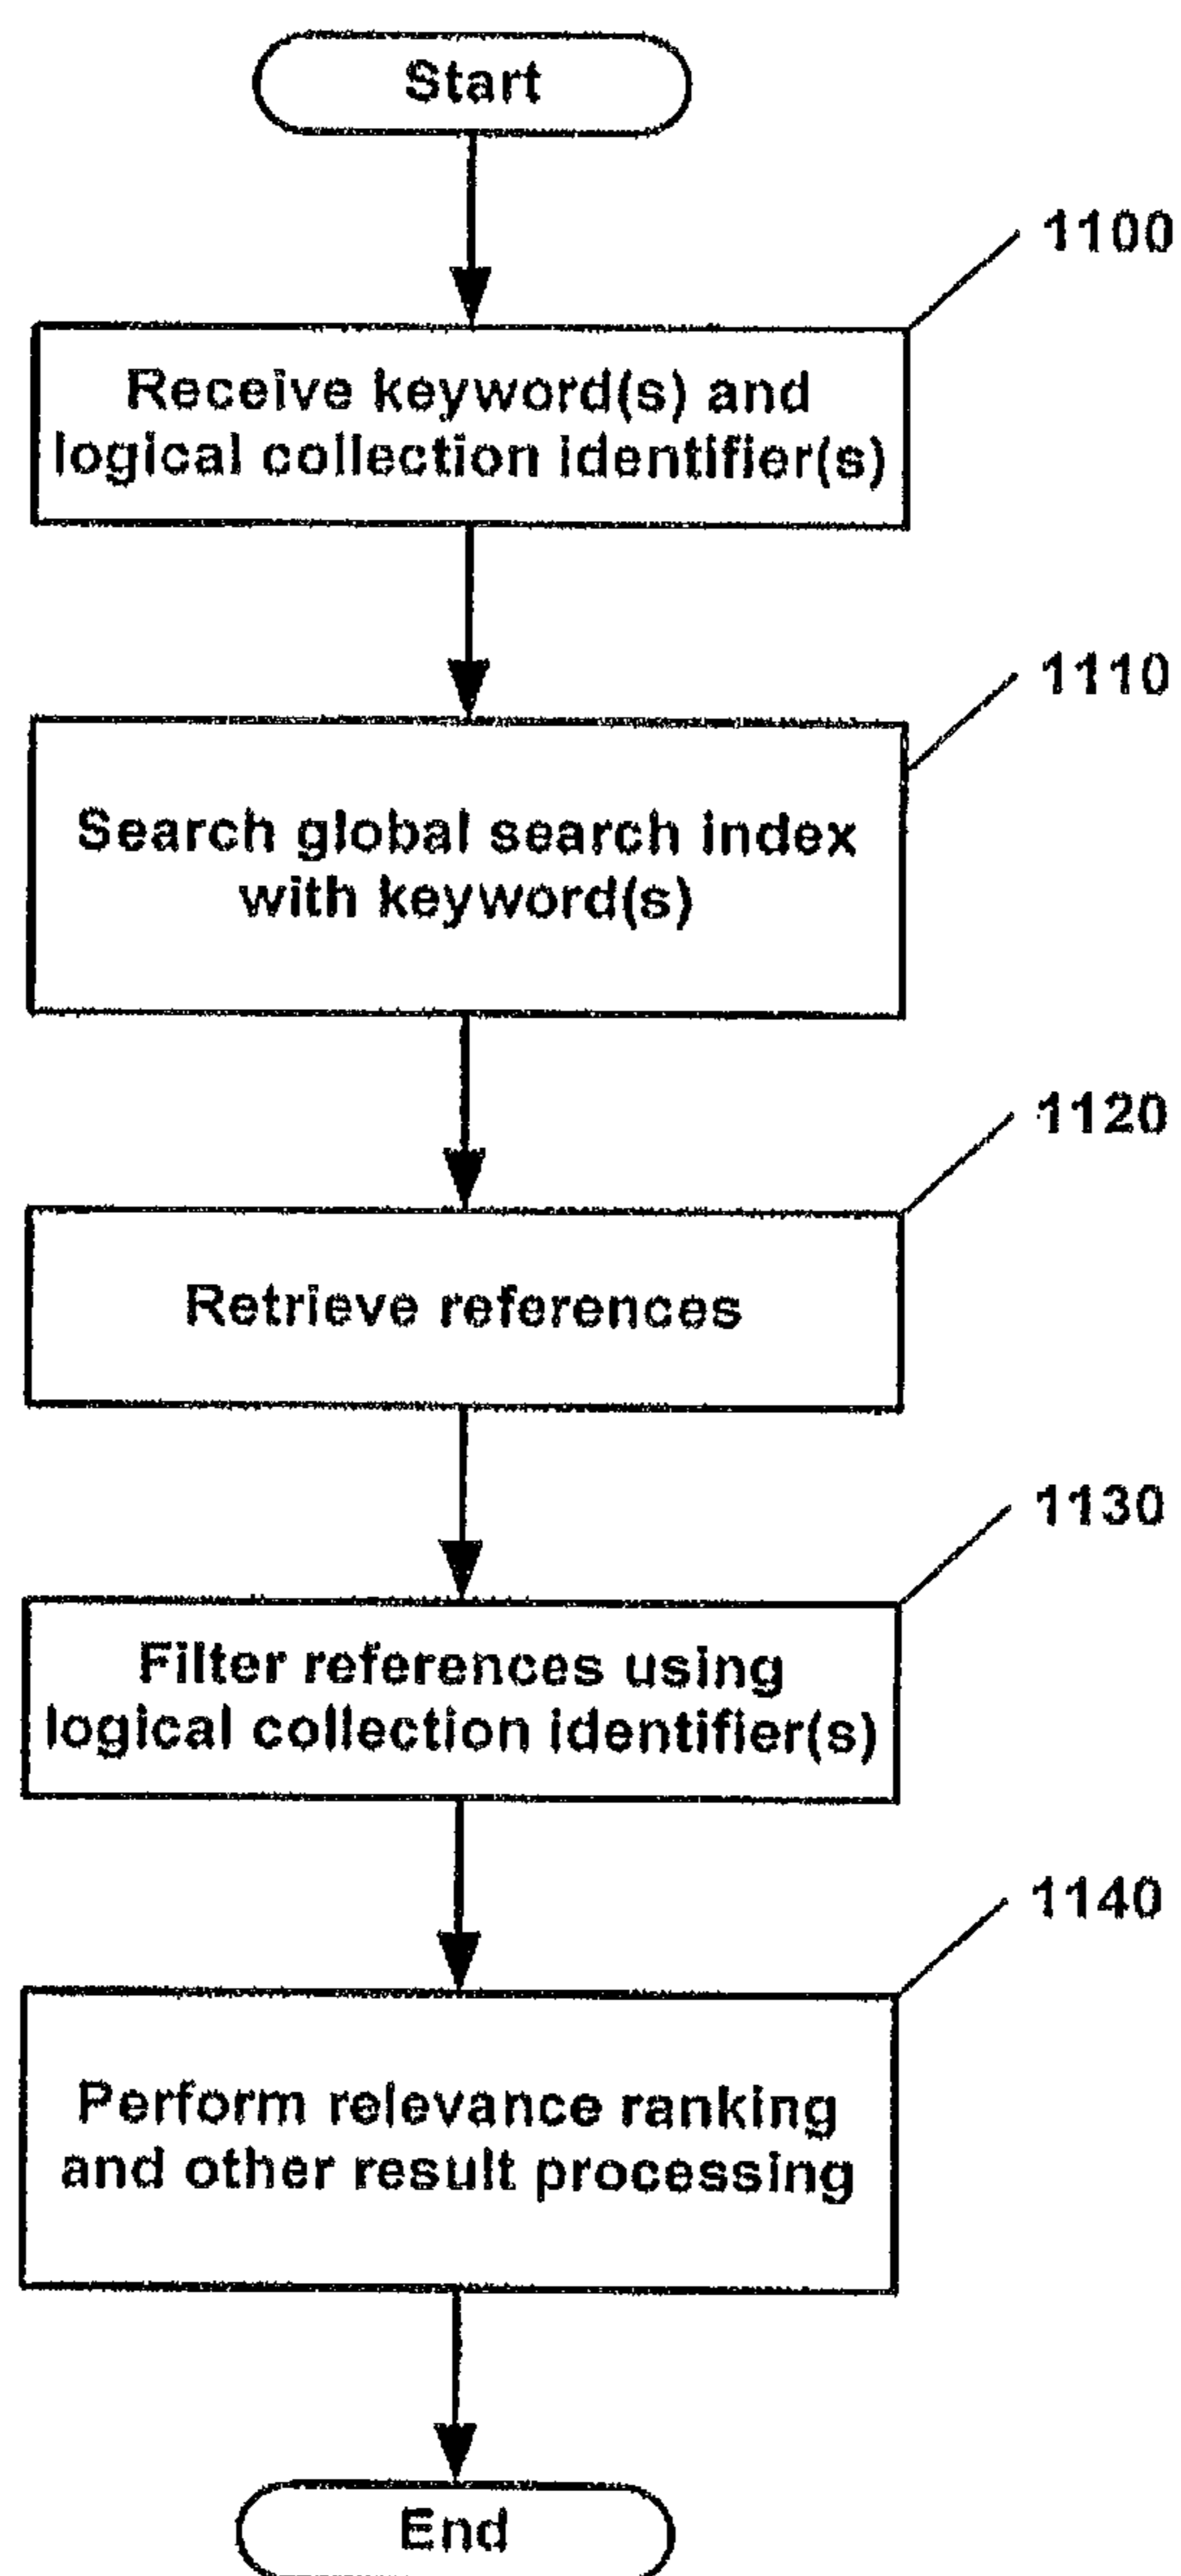 Start
1100
Receive keyword(s) and
logical collection identifier(s)
1110
Search global search index
with keyword(s)
1120
Retrieve references
1130
Filter references using
logical collection identifier(s)
1140
Perform relevance ranking
and other result processing
End